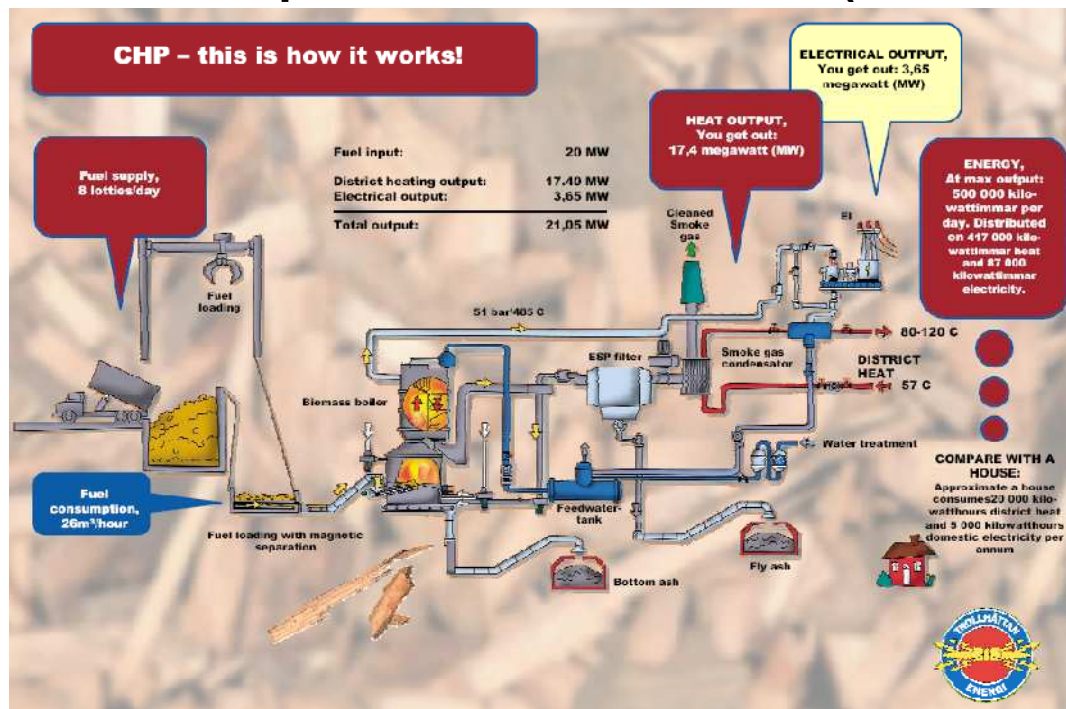 CHP – this is how it works!
ELECTRICAL OUTPUT,
You get out: 3,65
megawatt (MW)
HEAT OUTPUT,
You get out:
17,4 megawatt (MW)
Fuel supply,
8 lotties/day
Fuel input: 20 MW
District heating output: 17.40 MW
Electrical output: 3,65 MW
Total output: 21,05 MW
ENERGY,
At max output:
500 000 kilo-
wattimmar per
day. Distributed
on 417 000 kilo-
wattimmar heat
and 87 000
kilowattimmar
electricity.
Cleaned
Smoke
gas
El
Fuel
loading
51 bar/485 C
80-120 C
ESP filter
Smoke gas
condensator
DISTRICT
HEAT
57 C
Biomass boiler
Water treatment
COMPARE WITH A
HOUSE:
Approximate a house
consumes20 000 kilo-
watthours district heat
and 5 000 kilowatthours
domestic electricity per
annum
Fuel
consumption,
26m³/hour
Feedwater-
tank
Fuel loading with magnetic
separation
Bottom ash
Fly ash
TROLLHÄTTAN
ENERGI